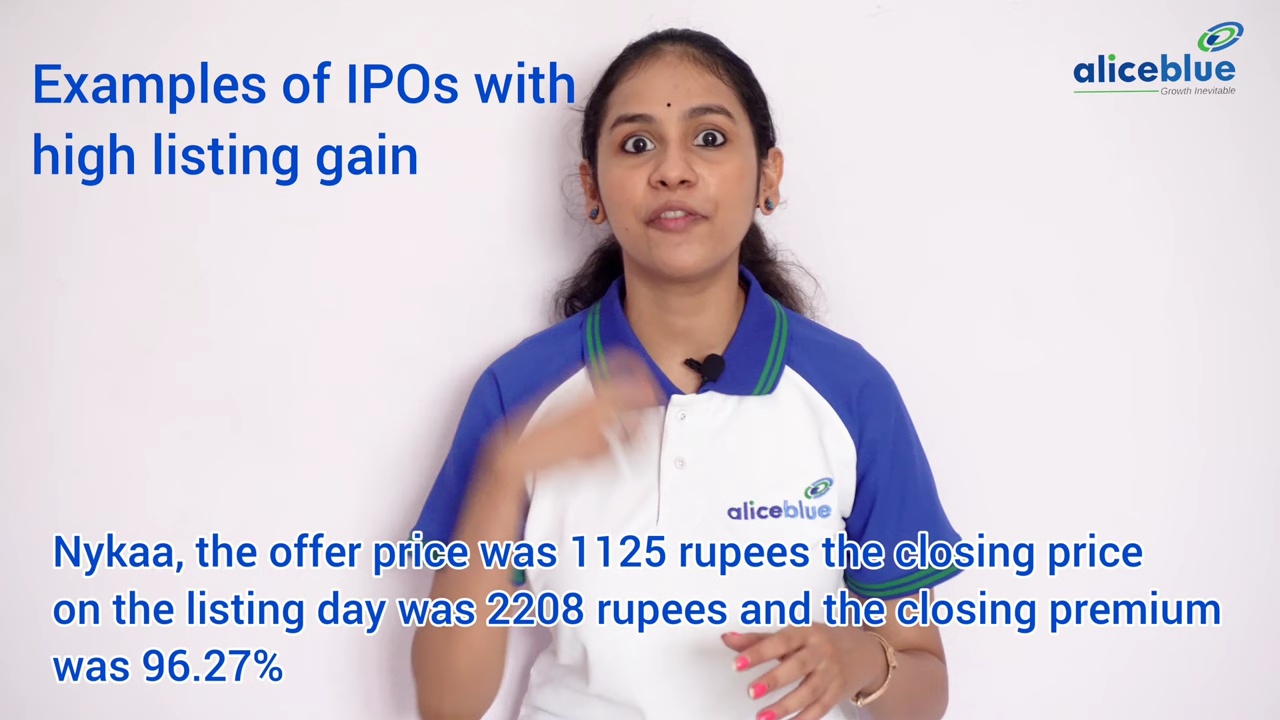 Examples of IPOs with
high listing gain
aliceblue
Growth Inevitable
aliceblue
Nykaa, the offer price was 1125 rupees the closing price
on the listing day was 2208 rupees and the closing premium
was 96.27%